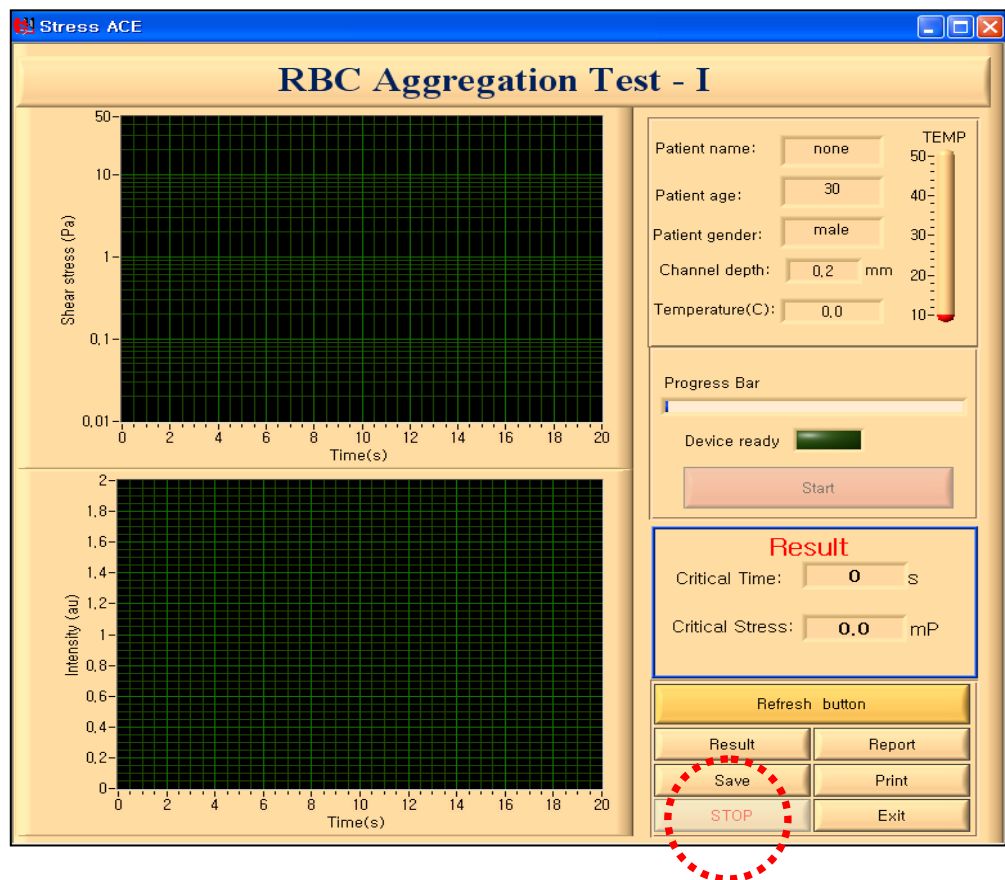 Stress ACE
RBC Aggregation Test - I
50
10
1
0,1
0,01
Shear stress (Pa)
0 2 4 6 8 10 12 14 16 18 20
Time(s)
2
1,8
1,6
1,4
1,2
1
0,8
0,6
0,4
0,2
0
Intensity (au)
0 2 4 6 8 10 12 14 16 18 20
Time(s)
Patient name: none
Patient age: 30
Patient gender: male
Channel depth: 0,2 mm
Temperature(C): 0,0
TEMP
50
40
30
20
10
Progress Bar
Device ready
Start
Result
Critical Time: 0 s
Critical Stress: 0,0 mP
Refresh button
Result Report
Save Print
STOP Exit